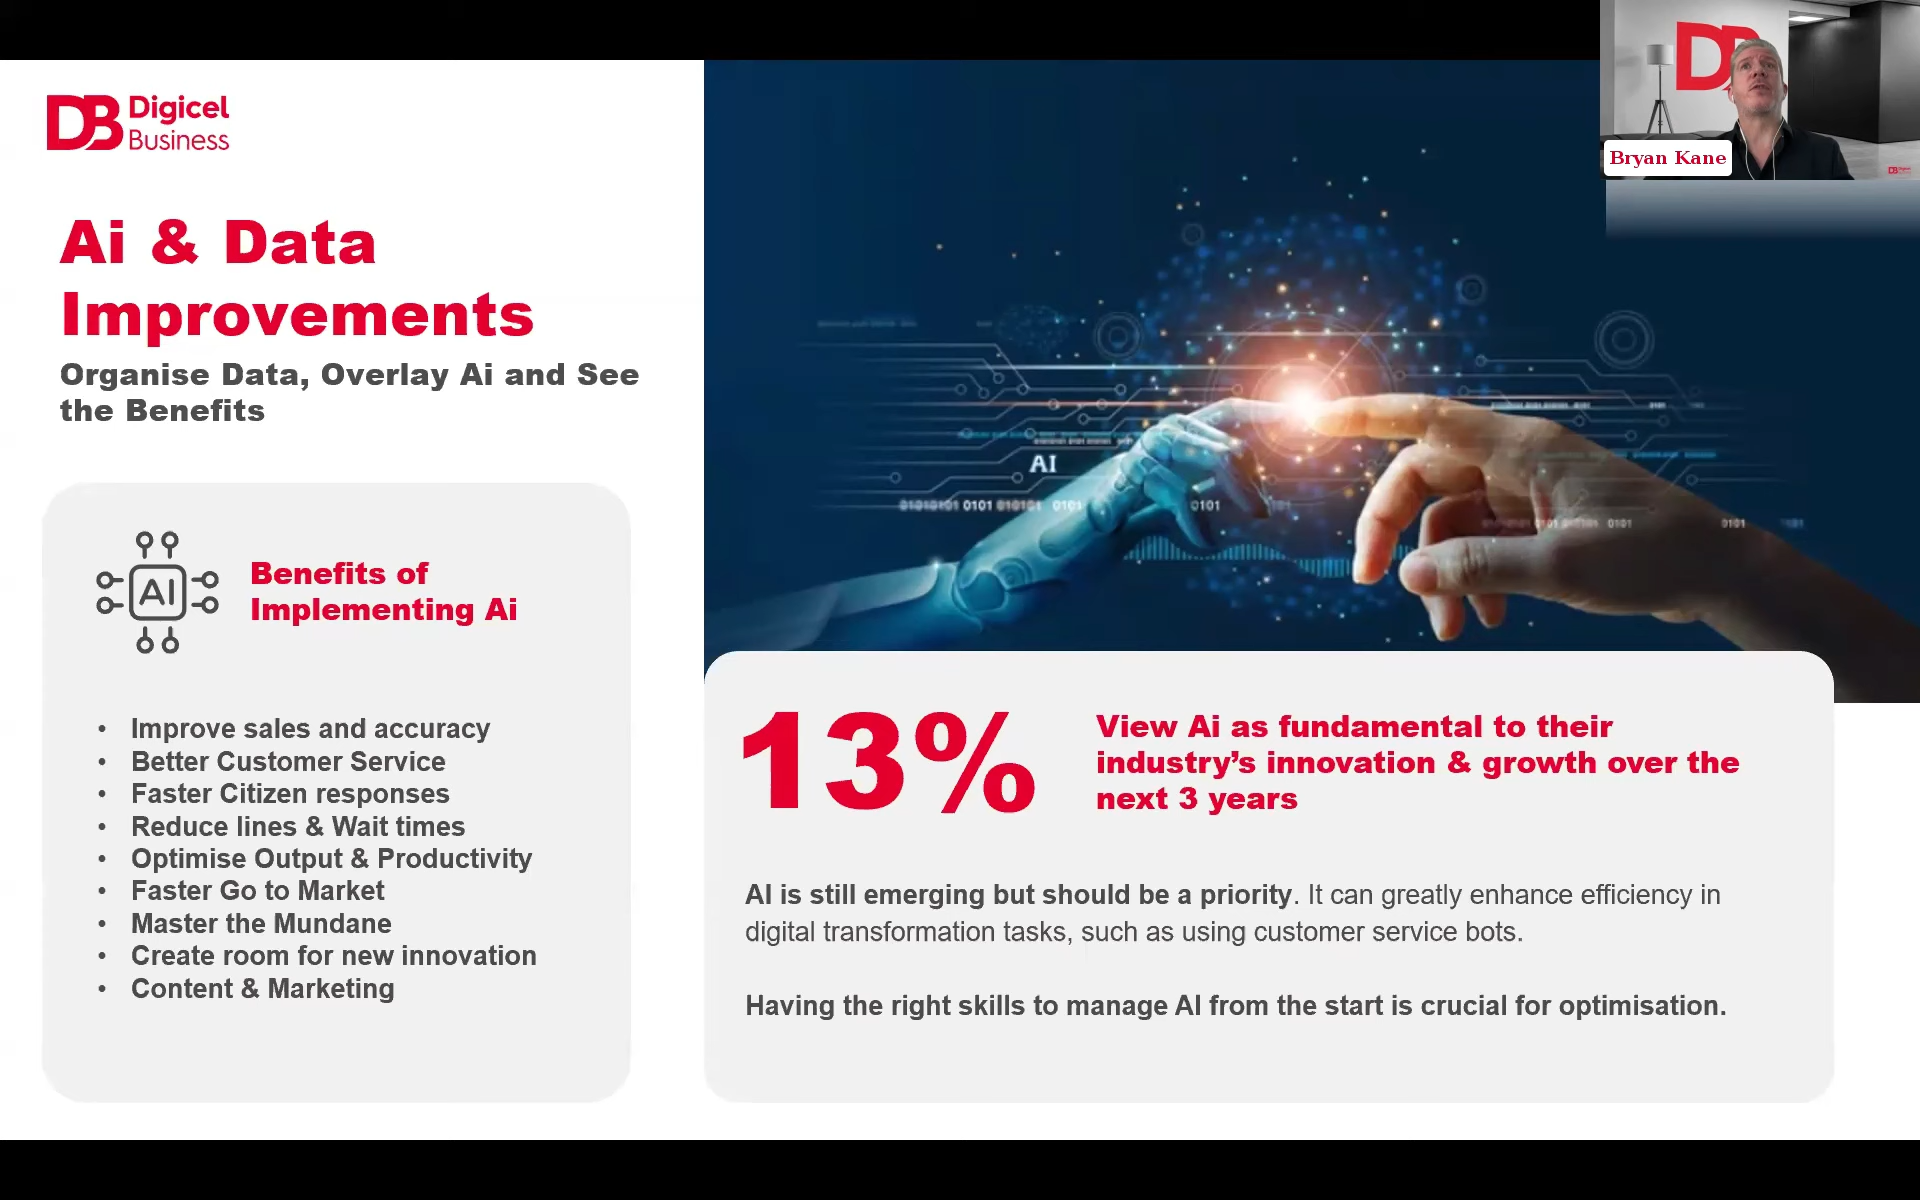 DB Digicel
Business
Bryan Kane
Ai & Data
Improvements
Organise Data, Overlay Ai and See
the Benefits
AI
Benefits of
Implementing Ai
• Improve sales and accuracy
• Better Customer Service
• Faster Citizen responses
• Reduce lines & Wait times
• Optimise Output & Productivity
• Faster Go to Market
• Master the Mundane
• Create room for new innovation
• Content & Marketing
AI
0101
0101
0101
0101
0101
13%
View Ai as fundamental to their
industry’s innovation & growth over the
next 3 years
AI is still emerging but should be a priority. It can greatly enhance efficiency in
digital transformation tasks, such as using customer service bots.
Having the right skills to manage AI from the start is crucial for optimisation.